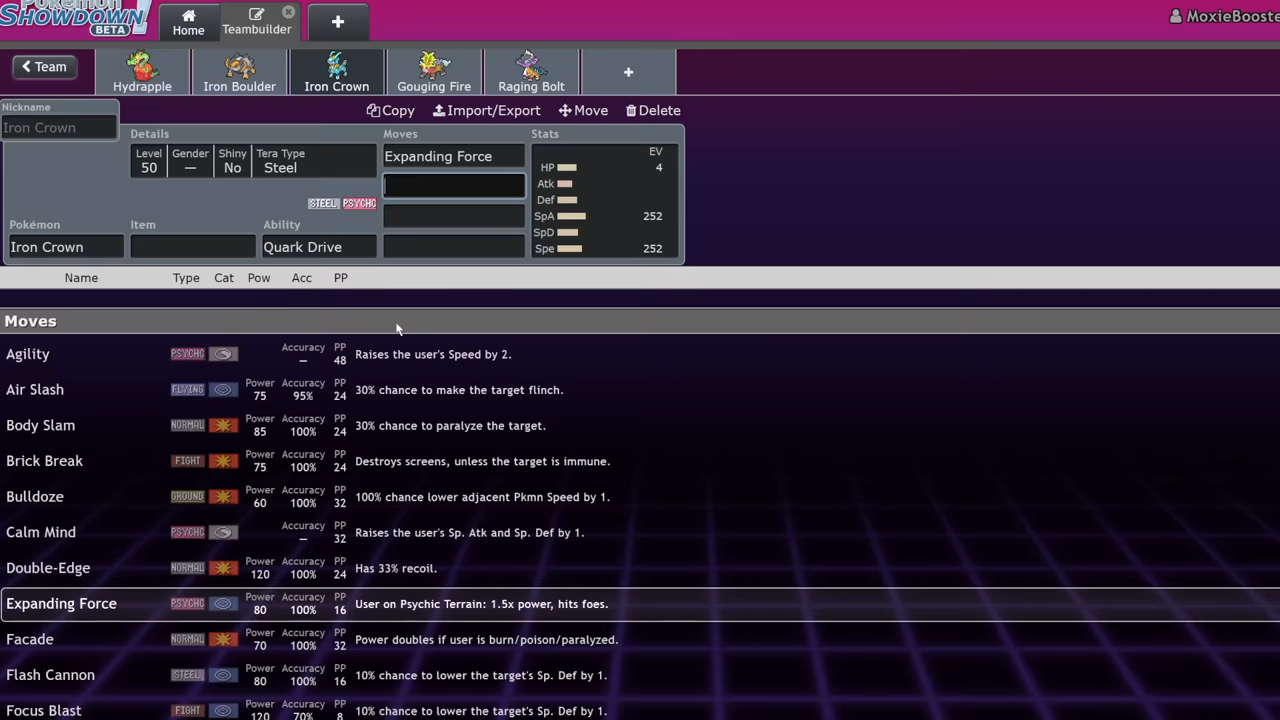 Pokémon
SHOWDOWN!
BETA
Home
Teambuilder
+
MoxieBooste
Team
Hydrapple
Iron Boulder
Iron Crown
Gouging Fire
Raging Bolt
+
Copy
Import/Export
Move
Delete
Nickname
Iron Crown
Details
Level
50
Gender
—
Shiny
No
Tera Type
Steel
STEEL PSYCHC
Pokémon
Iron Crown
Item
Ability
Quark Drive
Moves
Expanding Force
Stats
EV
HP 4
Atk
Def
SpA 252
SpD
Spe 252
Name Type Cat Pow Acc PP
Moves
Agility PSYCHC Accuracy — PP 48 Raises the user's Speed by 2.
Air Slash FLYING Power 75 Accuracy 95% PP 24 30% chance to make the target flinch.
Body Slam NORMAL Power 85 Accuracy 100% PP 24 30% chance to paralyze the target.
Brick Break FIGHT Power 75 Accuracy 100% PP 24 Destroys screens, unless the target is immune.
Bulldoze GROUND Power 60 Accuracy 100% PP 32 100% chance lower adjacent Pkmn Speed by 1.
Calm Mind PSYCHC Accuracy — PP 32 Raises the user's Sp. Atk and Sp. Def by 1.
Double-Edge NORMAL Power 120 Accuracy 100% PP 24 Has 33% recoil.
Expanding Force PSYCHC Power 80 Accuracy 100% PP 16 User on Psychic Terrain: 1.5x power, hits foes.
Facade NORMAL Power 70 Accuracy 100% PP 32 Power doubles if user is burn/poison/paralyzed.
Flash Cannon STEEL Power 80 Accuracy 100% PP 16 10% chance to lower the target's Sp. Def by 1.
Focus Blast FIGHT Power 120 Accuracy 70% PP 8 10% chance to lower the target's Sp. Def by 1.